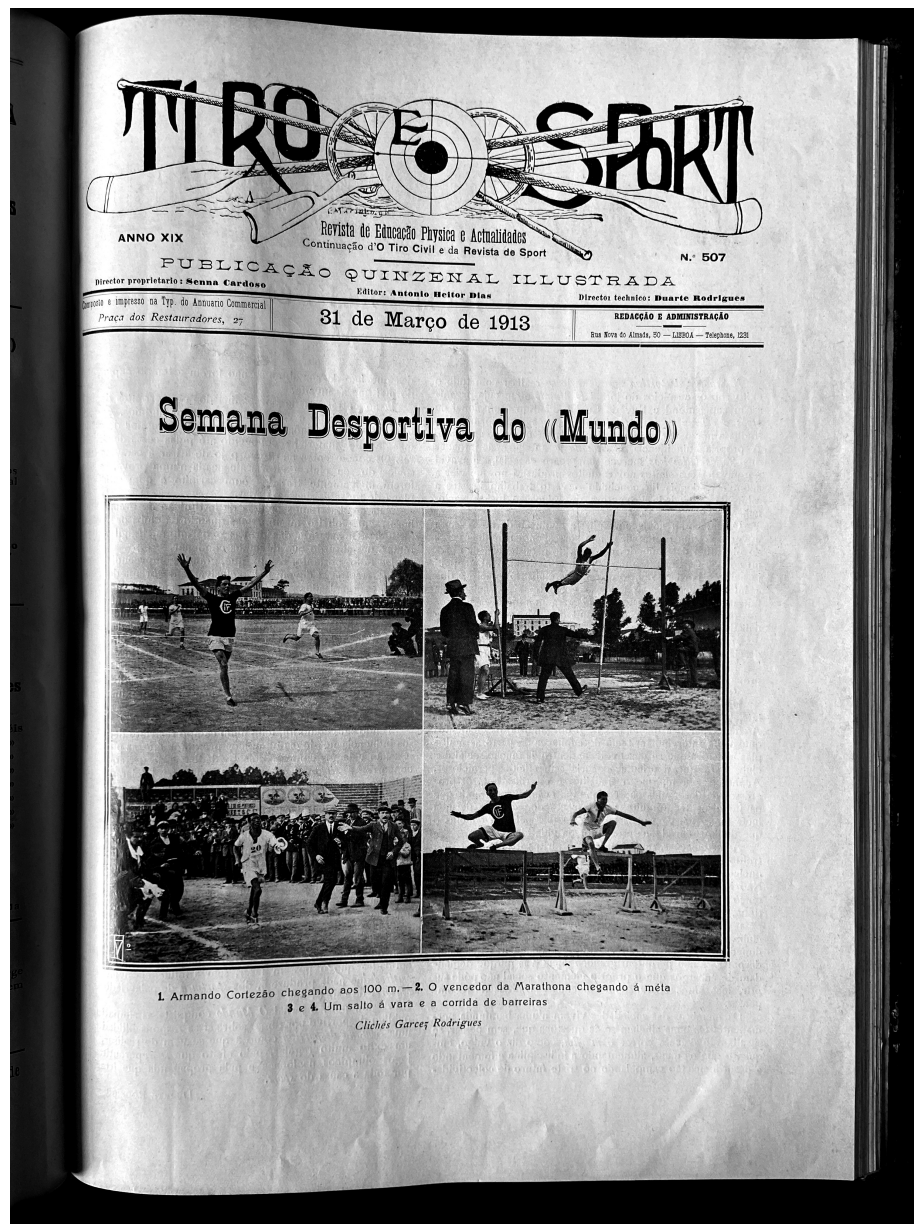 TIRO E SPORT
Revista de Educação Physica e Actualidades
Continuação d'O Tiro Civil e da Revista de Sport
ANNO XIX
N.º 507
PUBLICAÇÃO QUINZENAL ILLUSTRADA
Director proprietario: Senna Cardoso
Editor: Antonio Heitor Dias
Director technico: Duarte Rodrigues
Composto e impresso na Typ. do Annuario Commercial
Praça dos Restauradores, 27
31 de Março de 1913
REDACÇÃO E ADMINISTRAÇÃO
Rua Nova do Almada, 50 — LISBOA — Telephone, 1231
Semana Desportiva do «Mundo»
20
1. Armando Cortezão chegando aos 100 m. — 2. O vencedor da Marathona chegando á méta
3 e 4. Um salto á vara e a corrida de barreiras
Clichés Garcez Rodrigues